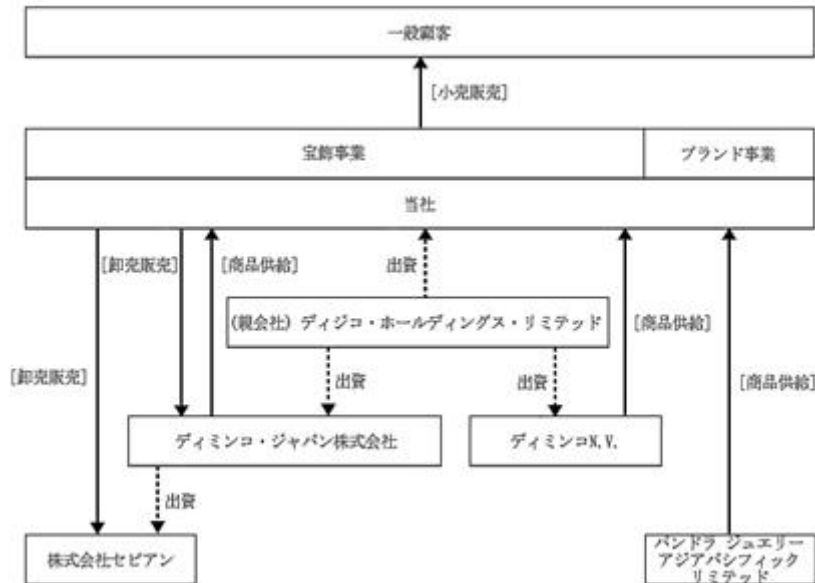 一般顧客
[小売販売]
宝飾事業
ブランド事業
当社
[卸売販売]
[商品供給]
出資
(親会社) ディジコ・ホールディングス・リミテッド
[商品供給]
[卸売販売]
出資
出資
[商品供給]
ディミンコ・ジャパン株式会社
ディミンコN.V.
出資
株式会社セビアン
パンドラ ジュエリー
アジアパシフィック
リミテッド